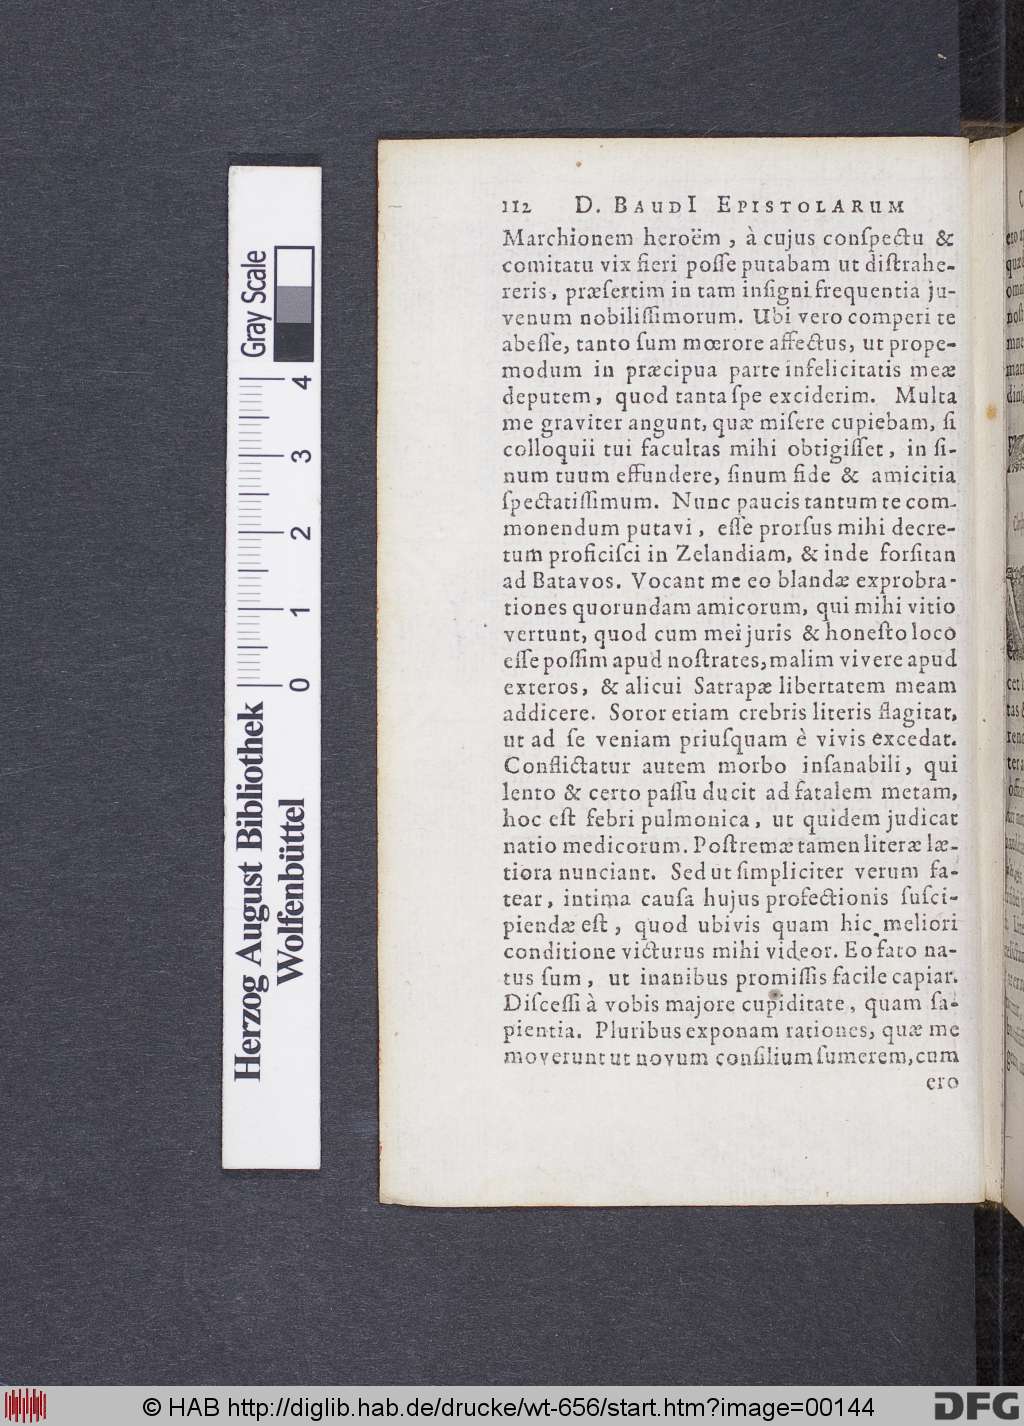 112 D. BAUDI EPISTOLARUM
Marchionem heroëm, à cujus conſpectu &
comitatu vix fieri poſſe putabam ut diſtrahe-
reris, præſertim in tam inſigni frequentia ju-
venum nobiliſſimorum. Ubi vero comperi te
abeſſe, tanto ſum mœrore affectus, ut prope-
modum in præcipua parte infelicitatis meæ
deputem, quod tanta ſpe exciderim. Multa
me graviter angunt, quæ miſere cupiebam, ſi
colloquii tui facultas mihi obtigiſſet, in ſi-
num tuum effundere, ſinum fide & amicitia
ſpectatiſſimum. Nunc paucis tantum te com-
monendum putavi, eſſe prorſus mihi decre-
tum proficiſci in Zelandiam, & inde forſitan
ad Batavos. Vocant me eo blandæ exprobra-
tiones quorundam amicorum, qui mihi vitio
vertunt, quod cum mei juris & honeſto loco
eſſe poſſim apud noſtrates, malim vivere apud
exteros, & alicui Satrapæ libertatem meam
addicere. Soror etiam crebris literis flagitat,
ut ad ſe veniam priuſquam è vivis excedat.
Conflictatur autem morbo inſanabili, qui
lento & certo paſſu ducit ad fatalem metam,
hoc eſt febri pulmonica, ut quidem judicat
natio medicorum. Poſtremæ tamen literæ læ-
tiora nunciant. Sed ut ſimpliciter verum fa-
tear, intima cauſa hujus profectionis ſuſci-
piendæ eſt, quod ubivis quam hic meliori
conditione victurus mihi videor. Eo fato na-
tus ſum, ut inanibus promiſſis facile capiar.
Diſceſſi à vobis majore cupiditate, quam ſa-
pientia. Pluribus exponam rationes, quæ me
moverunt ut novum conſilium ſumerem, cum
ero
Gray Scale
0 1 2 3 4
Herzog August Bibliothek
Wolfenbüttel
© HAB http://diglib.hab.de/drucke/wt-656/start.htm?image=00144
DFG